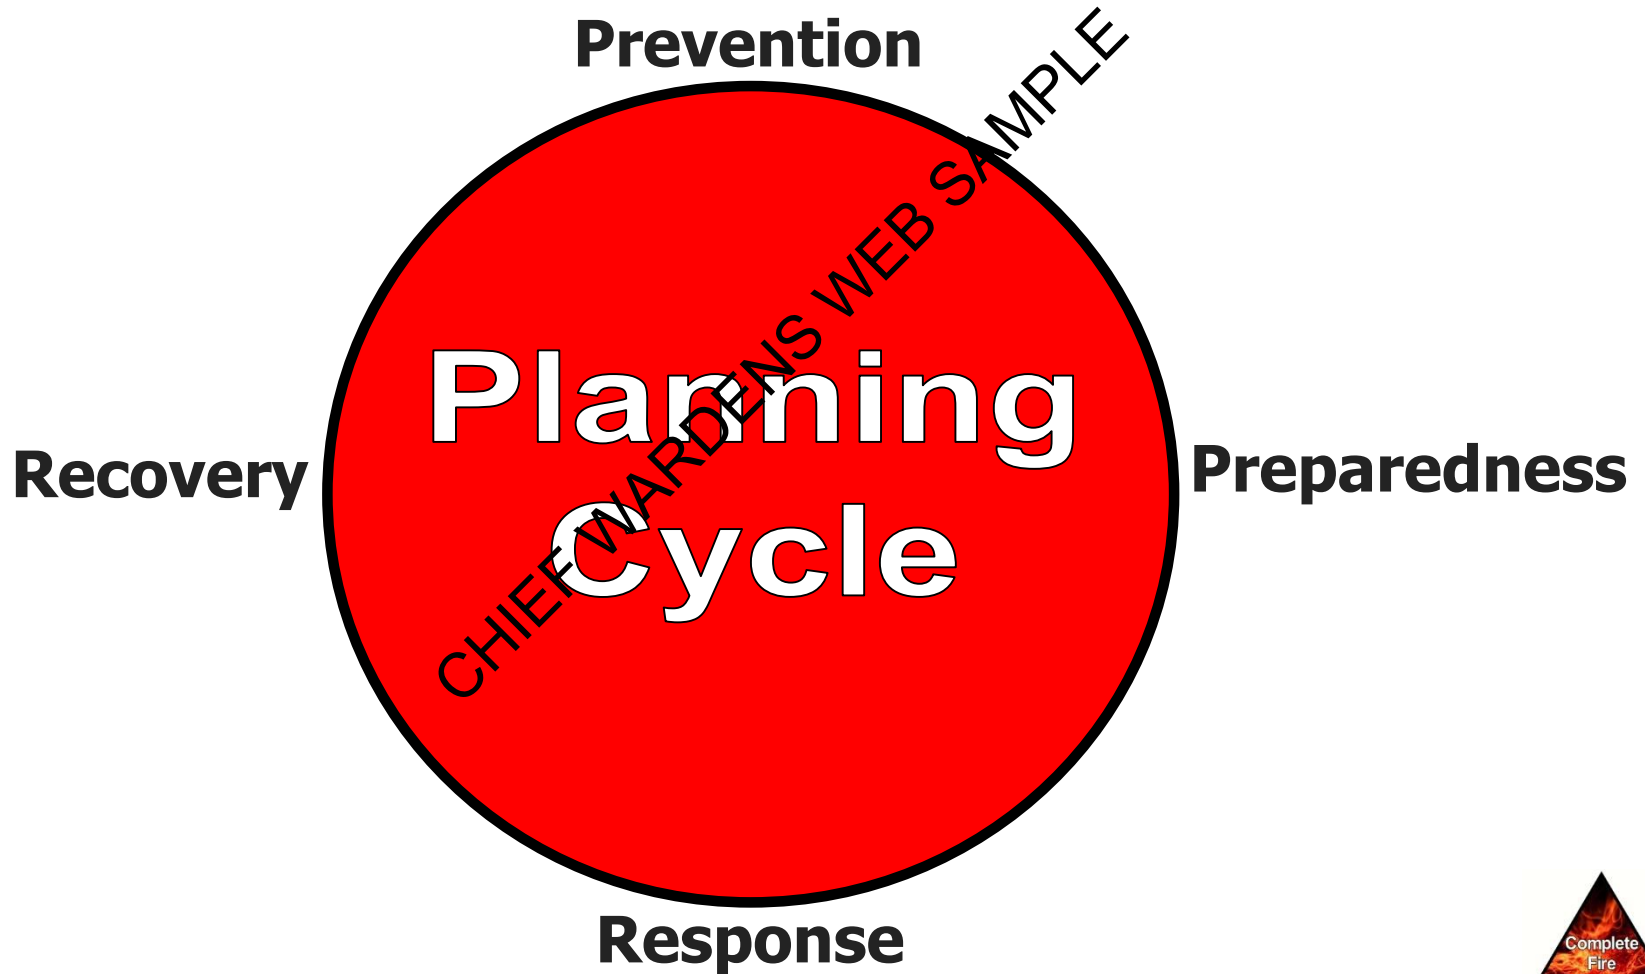 Prevention
CHIEF WARDENS WEB SAMPLE
Planning
Cycle
Recovery
Preparedness
Response
Complete
Fire